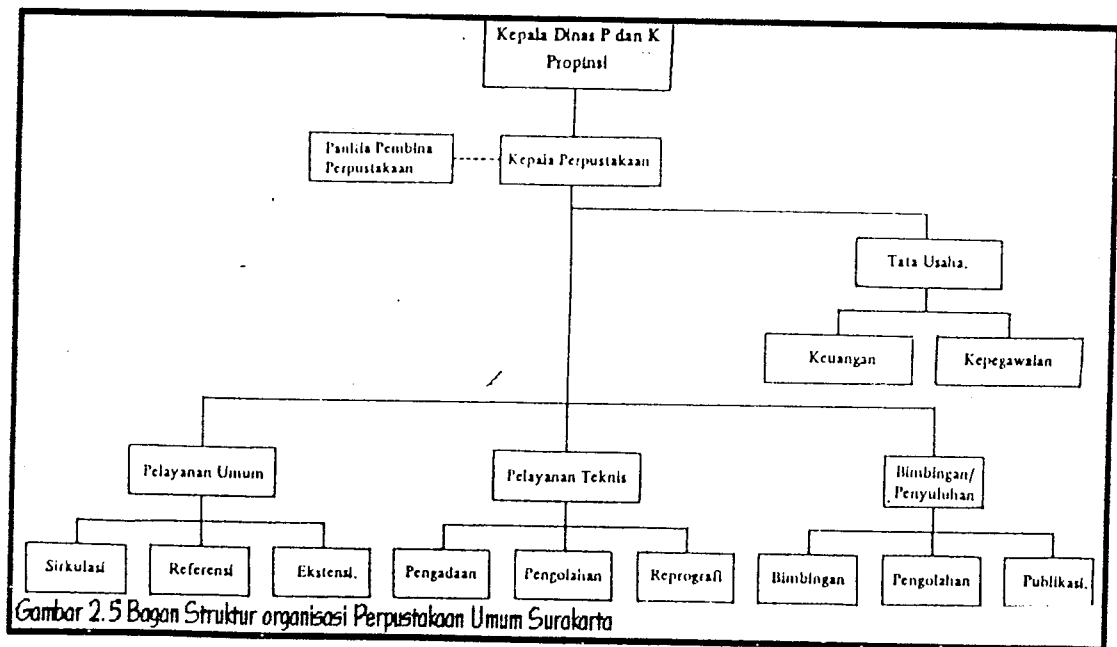 Kepala Dinas P dan K
Propinsi
Panitia Pembina
Perpustakaan
Kepala Perpustakaan
Tata Usaha.
Keuangan
Kepegawaian
Pelayanan Umum
Pelayanan Teknis
Bimbingan/
Penyuluhan
Sirkulasi
Referensi
Ekstensi.
Pengadaan
Pengolahan
Reprografi
Bimbingan
Pengolahan
Publikasi.
Gambar 2.5 Bagan Struktur organisasi Perpustakaan Umum Surakarta